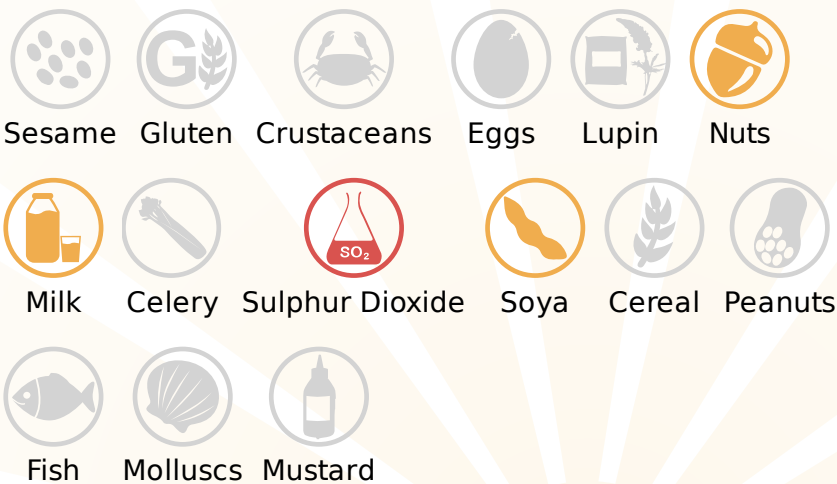 G
Sesame Gluten Crustaceans Eggs Lupin Nuts
SO₂
Milk Celery Sulphur Dioxide Soya Cereal Peanuts
Fish Molluscs Mustard